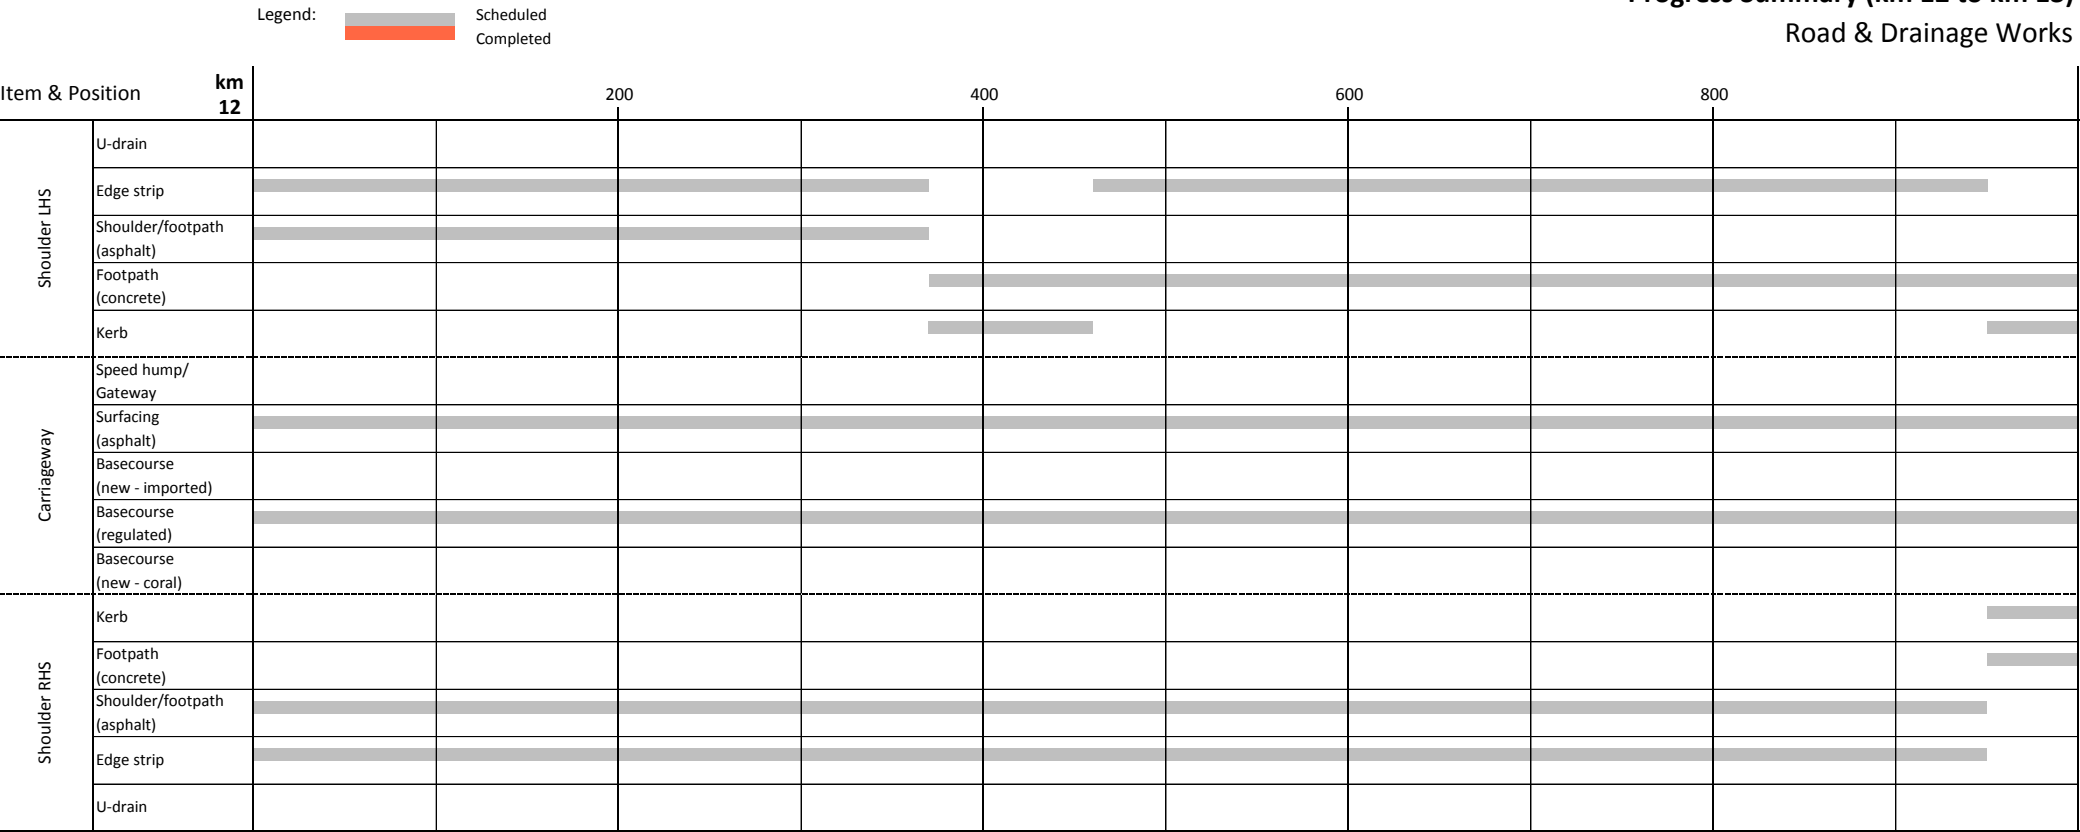 Legend:
Scheduled
Completed
Road & Drainage Works
Item & Position
km
12
200
400
600
800
Shoulder LHS
U-drain
Edge strip
Shoulder/footpath
(asphalt)
Footpath
(concrete)
Kerb
Carriageway
Speed hump/
Gateway
Surfacing
(asphalt)
Basecourse
(new - imported)
Basecourse
(regulated)
Basecourse
(new - coral)
Shoulder RHS
Kerb
Footpath
(concrete)
Shoulder/footpath
(asphalt)
Edge strip
U-drain